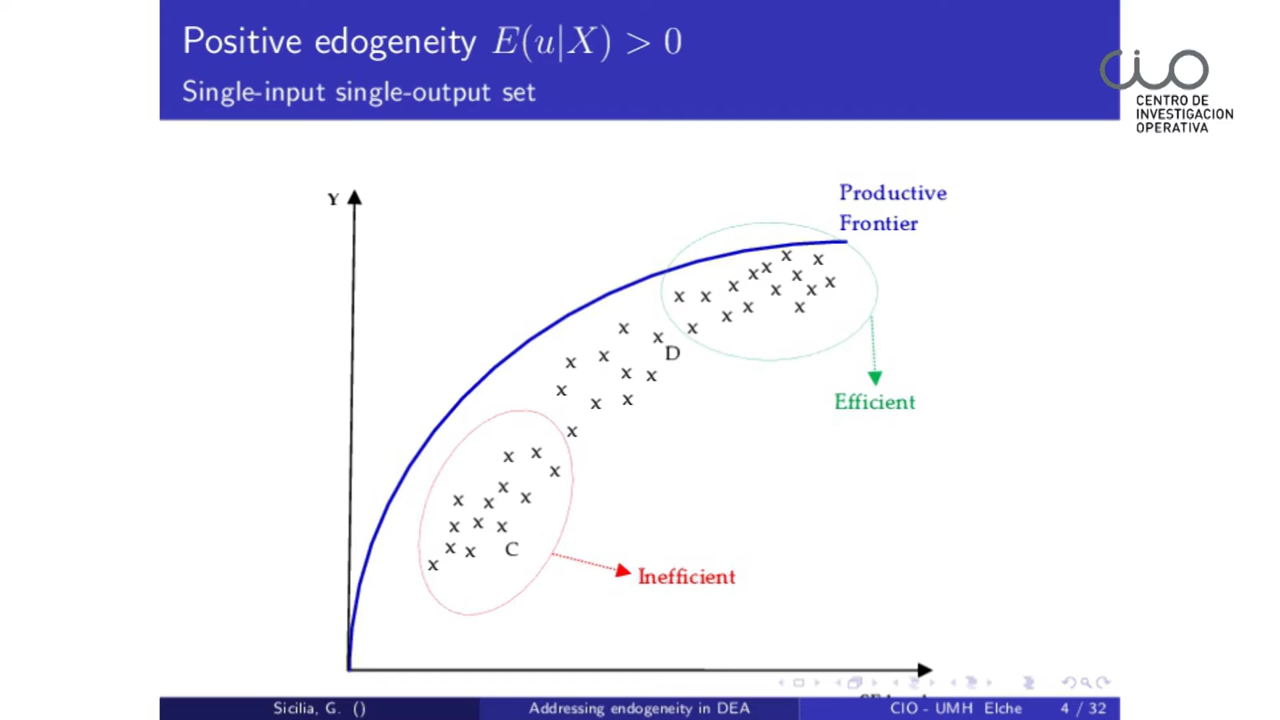 Positive edogeneity E(u|X) > 0
Single-input single-output set
CIO
CENTRO DE
INVESTIGACION
OPERATIVA
Y
Productive
Frontier
D
Efficient
C
Inefficient
Sicilia, G. ()
Addressing endogeneity in DEA
CIO - UMH Elche
4 / 32